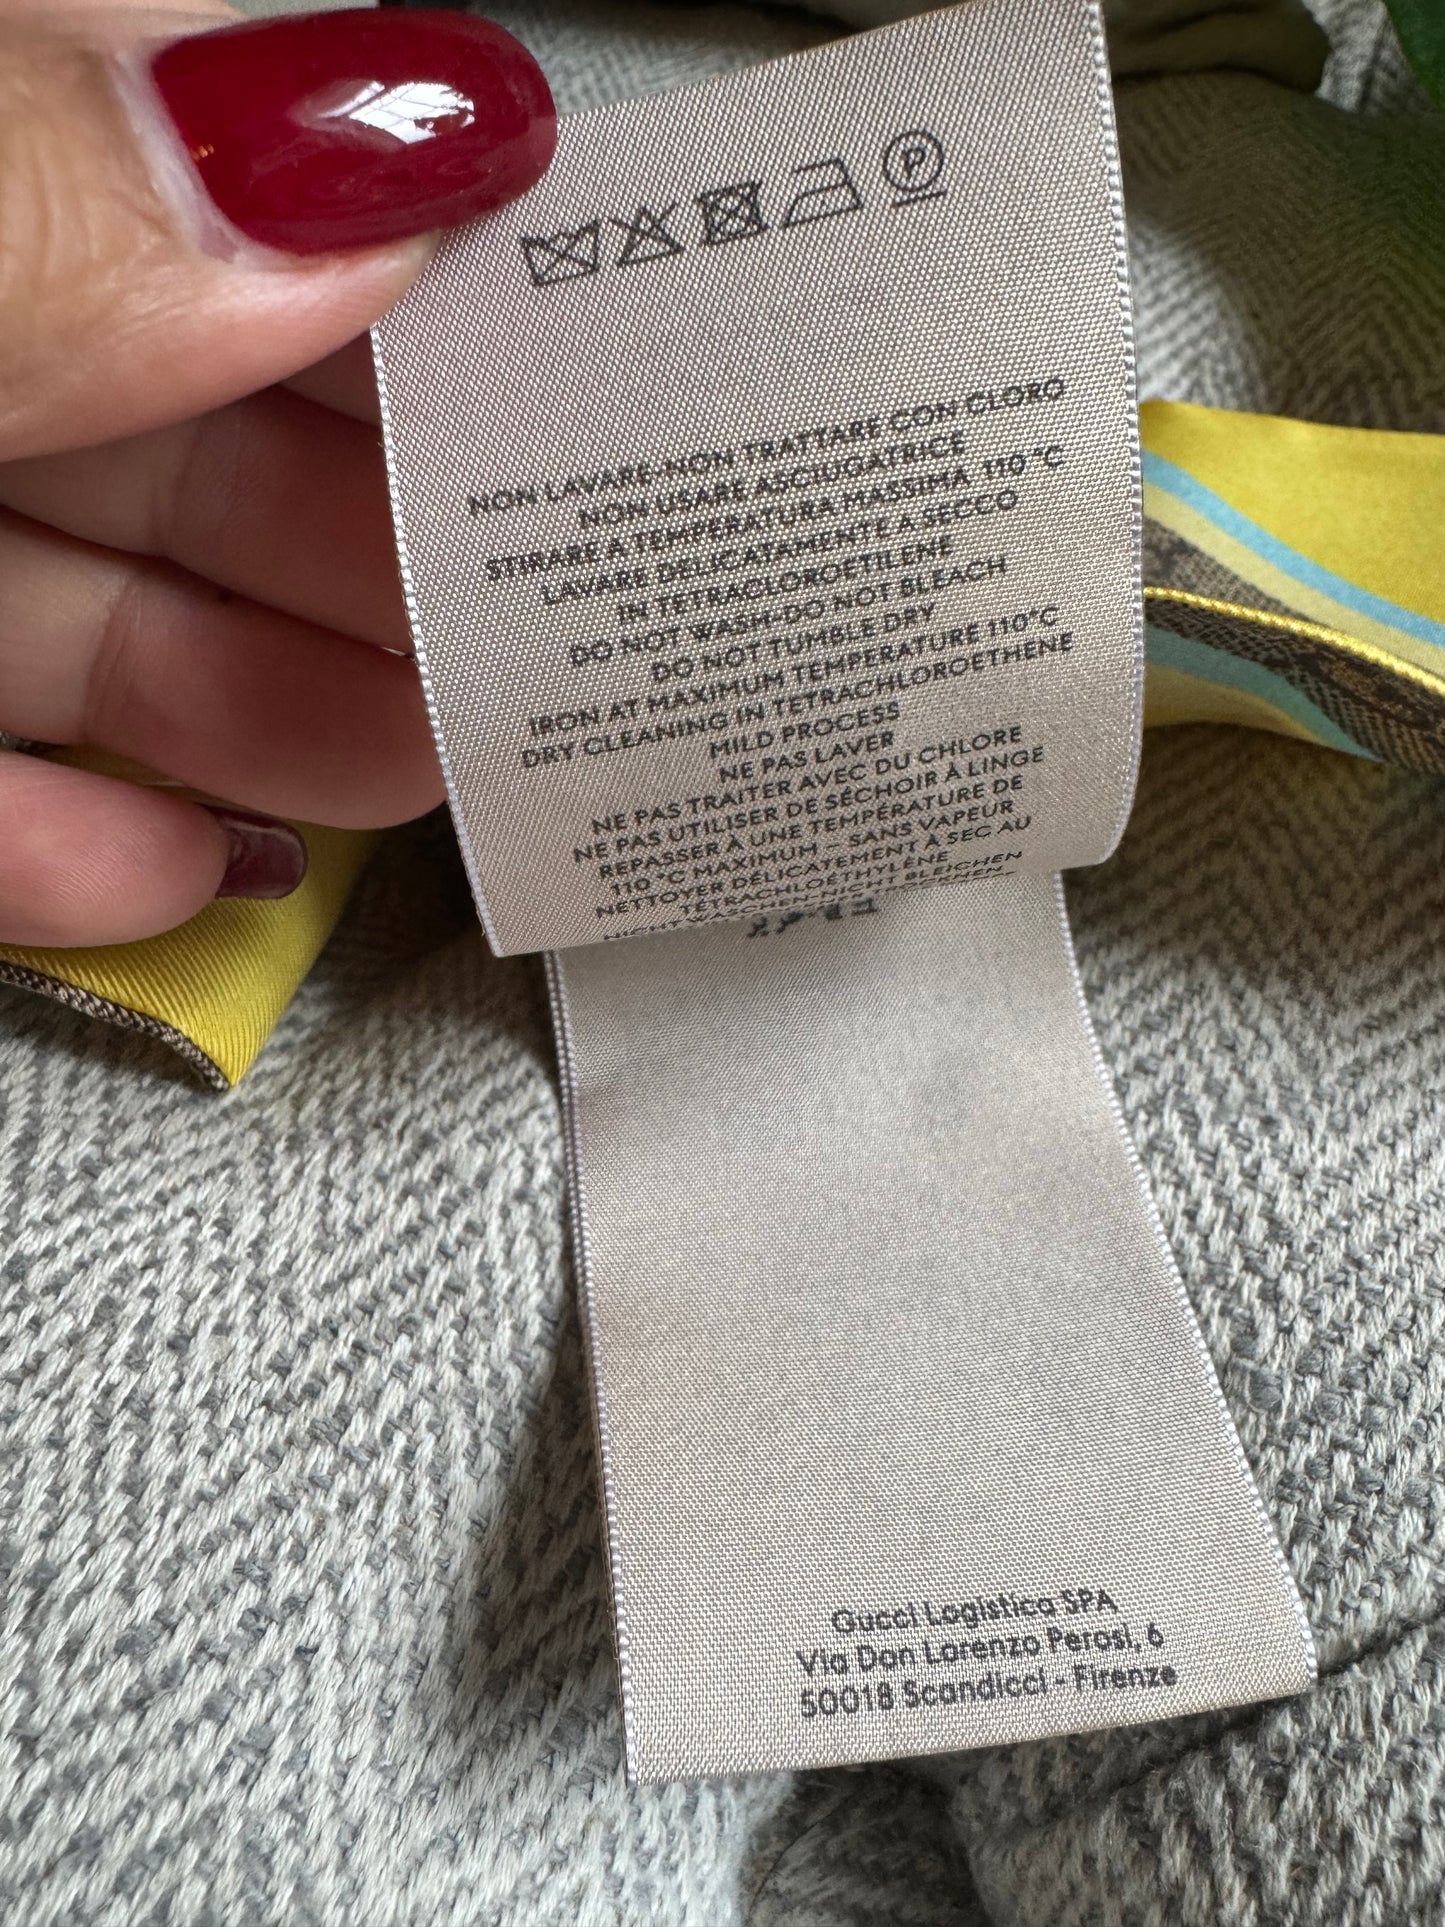 P
NON LAVARE-NON TRATTARE CON CLORO
NON USARE ASCIUGATRICE
STIRARE A TEMPERATURA MASSIMA 110 °C
LAVARE DELICATAMENTE A SECCO
IN TETRACLOROETILENE
DO NOT WASH-DO NOT BLEACH
DO NOT TUMBLE DRY
IRON AT MAXIMUM TEMPERATURE 110°C
DRY CLEANING IN TETRACHLOROETHENE
MILD PROCESS
NE PAS LAVER
NE PAS TRAITER AVEC DU CHLORE
NE PAS UTILISER DE SÉCHOIR À LINGE
REPASSER À UNE TEMPÉRATURE DE
110 °C MAXIMUM – SANS VAPEUR
NETTOYER DÉLICATEMENT À SEC AU
TÉTRACHLOÉTHYLÈNE
NICHT WASCHEN-NICHT BLEICHEN
Gucci Logistica SPA
Via Don Lorenzo Perosi, 6
50018 Scandicci - Firenze